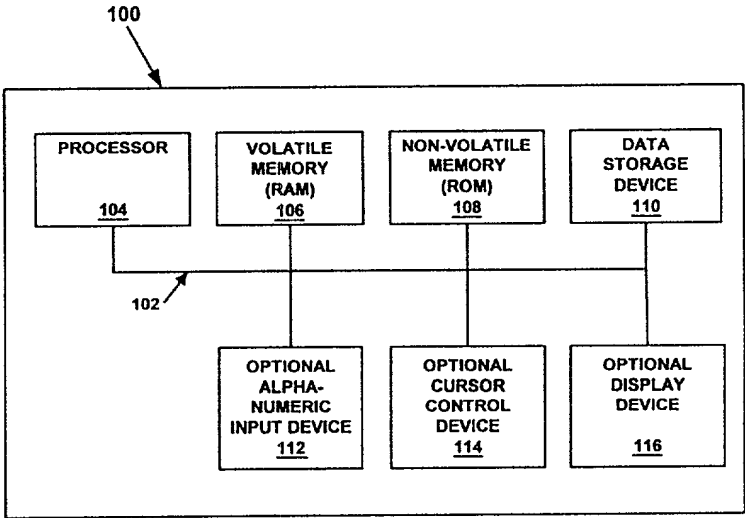 100
PROCESSOR
104
VOLATILE
MEMORY
(RAM)
106
NON-VOLATILE
MEMORY
(ROM)
108
DATA
STORAGE
DEVICE
110
102
OPTIONAL
ALPHA-
NUMERIC
INPUT DEVICE
112
OPTIONAL
CURSOR
CONTROL
DEVICE
114
OPTIONAL
DISPLAY
DEVICE
116